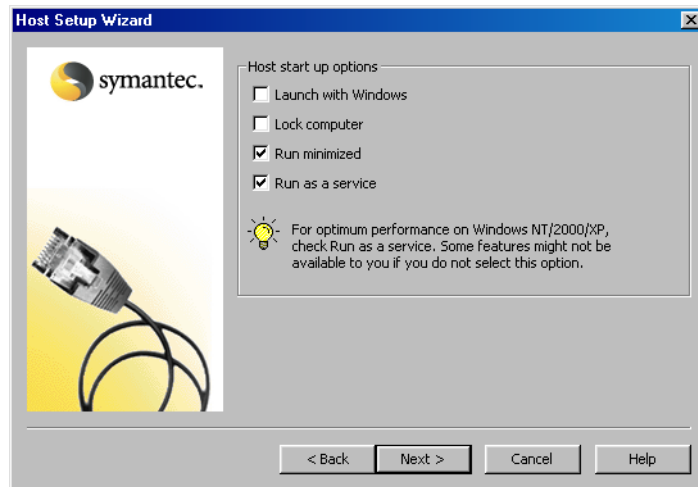 Host Setup Wizard
symantec.
Host start up options
Launch with Windows
Lock computer
Run minimized
Run as a service
For optimum performance on Windows NT/2000/XP,
check Run as a service. Some features might not be
available to you if you do not select this option.
< Back
Next >
Cancel
Help